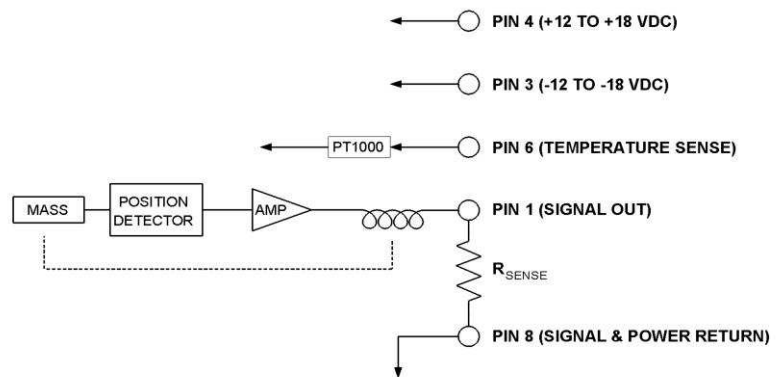 PIN 4 (+12 TO +18 VDC)
PIN 3 (-12 TO -18 VDC)
PT1000
PIN 6 (TEMPERATURE SENSE)
MASS
POSITION
DETECTOR
AMP
PIN 1 (SIGNAL OUT)
RSENSE
PIN 8 (SIGNAL & POWER RETURN)